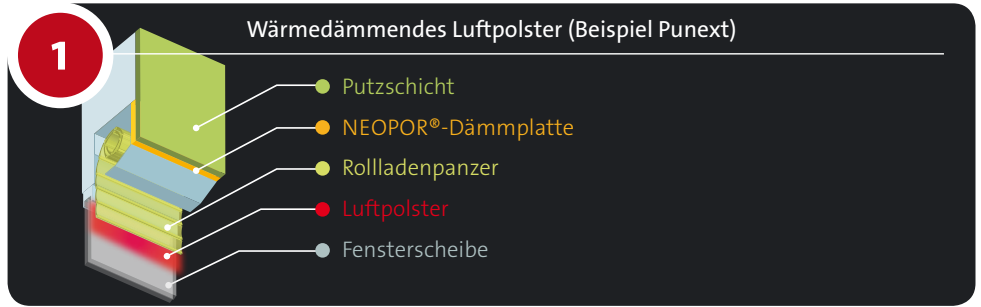 1
Wärmedämmendes Luftpolster (Beispiel Punext)
Putzschicht
NEOPOR®-Dämmplatte
Rollladenpanzer
Luftpolster
Fensterscheibe